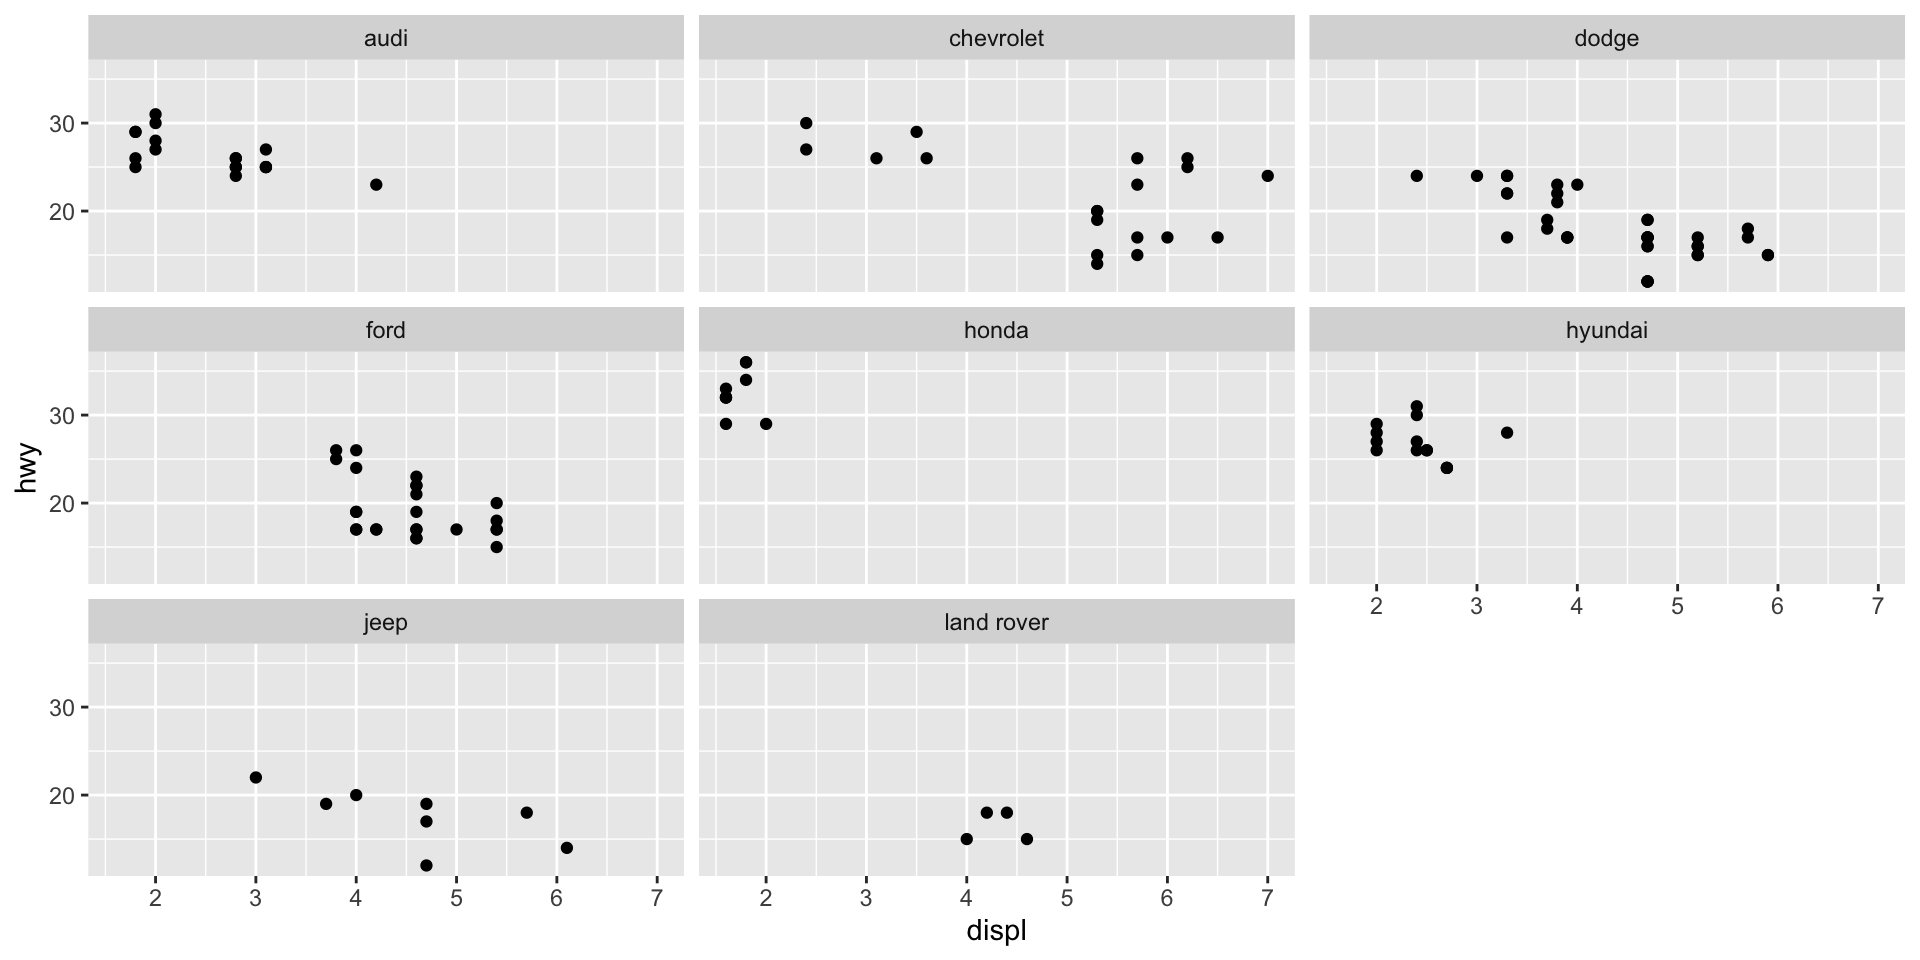 audi chevrolet dodge
30
20
ford honda hyundai
30
20
hwy
2 3 4 5 6 7
jeep land rover
30
20
2 3 4 5 6 7 2 3 4 5 6 7
displ